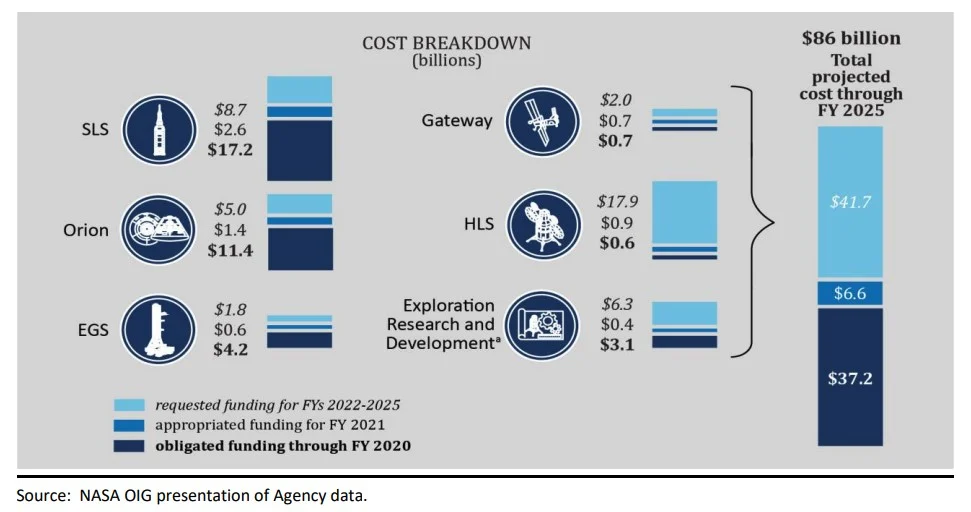 COST BREAKDOWN
(billions)
SLS
$8.7
$2.6
$17.2
Orion
$5.0
$1.4
$11.4
EGS
$1.8
$0.6
$4.2
Gateway
$2.0
$0.7
$0.7
HLS
$17.9
$0.9
$0.6
Exploration
Research and
Developmentᵃ
$6.3
$0.4
$3.1
$86 billion
Total
projected
cost through
FY 2025
$41.7
$6.6
$37.2
requested funding for FYs 2022-2025
appropriated funding for FY 2021
obligated funding through FY 2020
Source: NASA OIG presentation of Agency data.